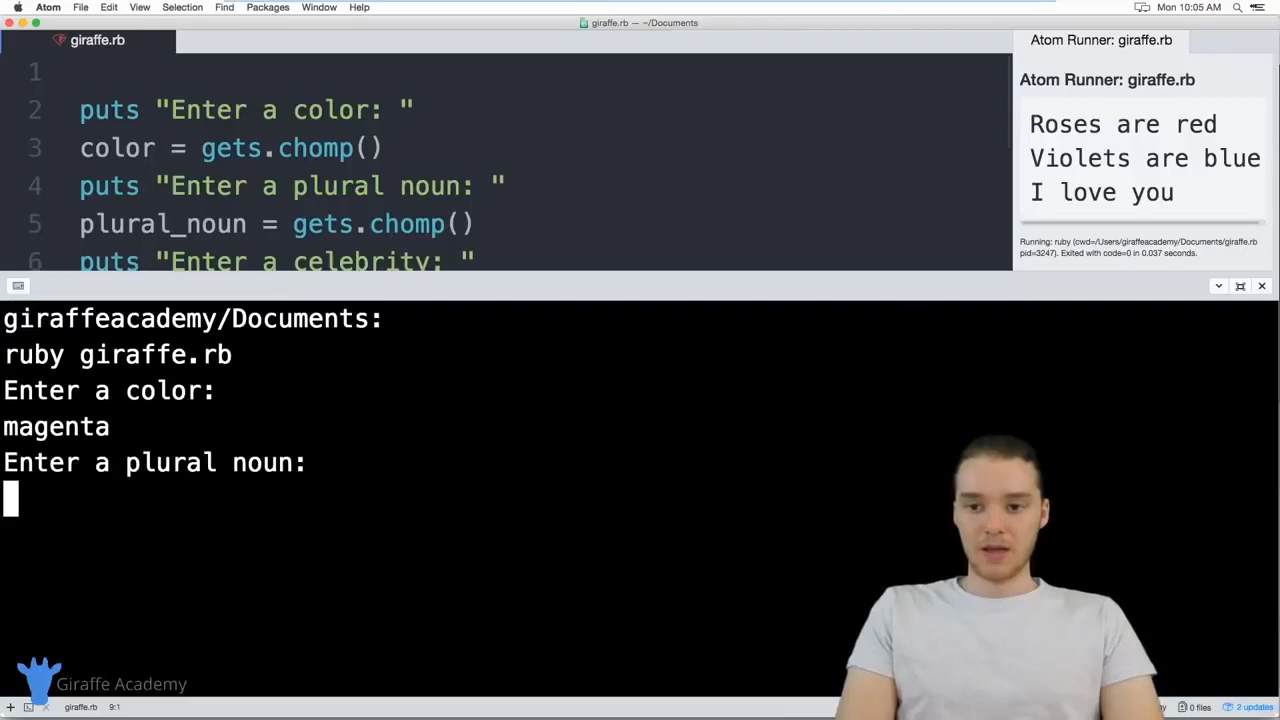 Atom File Edit View Selection Find Packages Window Help
Mon 10:05 AM
giraffe.rb — ~/Documents
giraffe.rb
Atom Runner: giraffe.rb
1
2 puts "Enter a color: "
3 color = gets.chomp()
4 puts "Enter a plural noun: "
5 plural_noun = gets.chomp()
6 puts "Enter a celebrity: "
Atom Runner: giraffe.rb
Roses are red
Violets are blue
I love you
Running: ruby (cwd=/Users/giraffeacademy/Documents/giraffe.rb
pid=3247). Exited with code=0 in 0.037 seconds.
giraffeacademy/Documents:
ruby giraffe.rb
Enter a color:
magenta
Enter a plural noun:
Giraffe Academy
giraffe.rb 9:1
0 files 2 updates